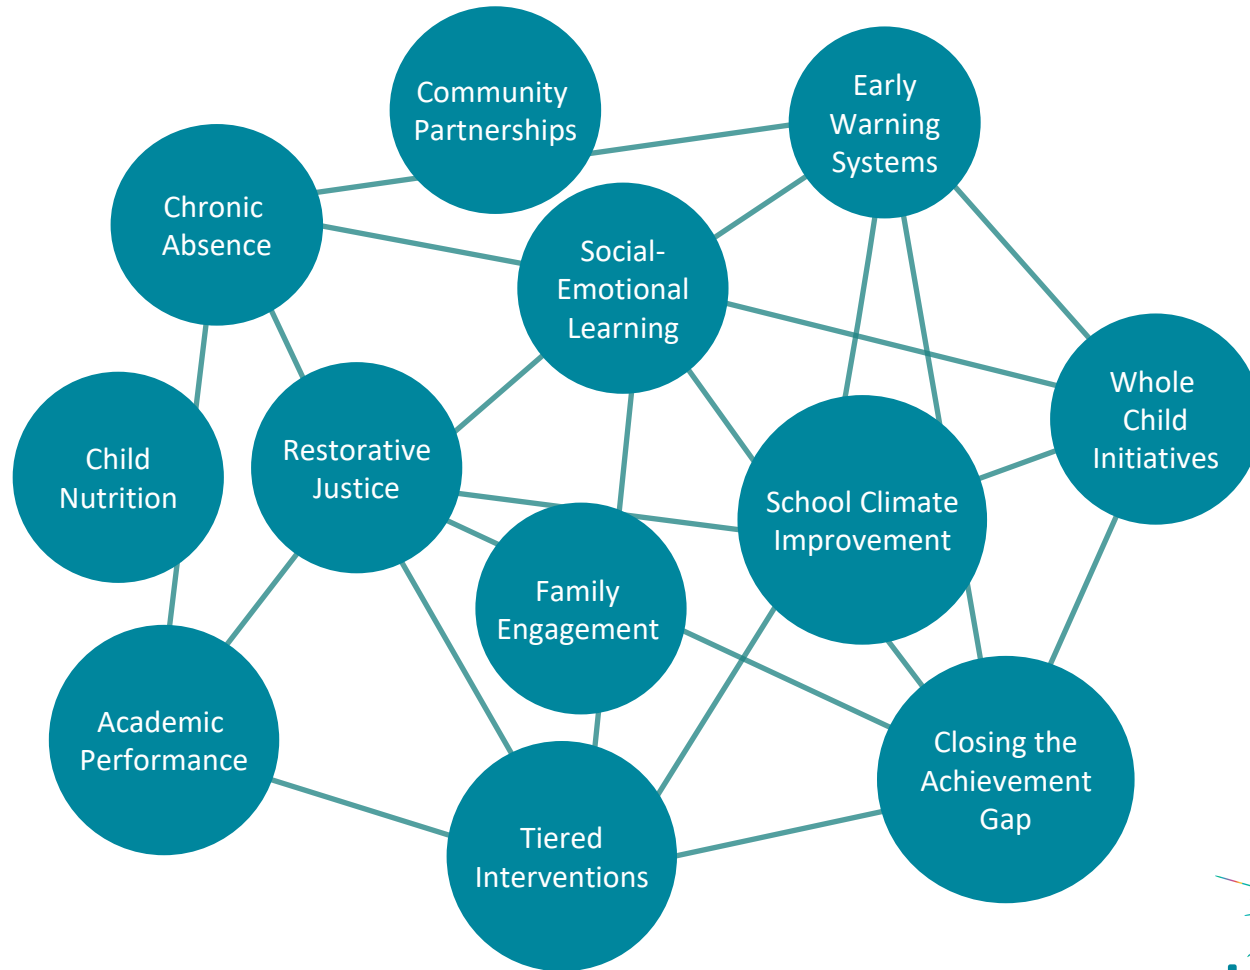 Community
Partnerships
Early
Warning
Systems
Chronic
Absence
Social-
Emotional
Learning
Whole
Child
Initiatives
Child
Nutrition
Restorative
Justice
School Climate
Improvement
Family
Engagement
Academic
Performance
Closing the
Achievement
Gap
Tiered
Interventions